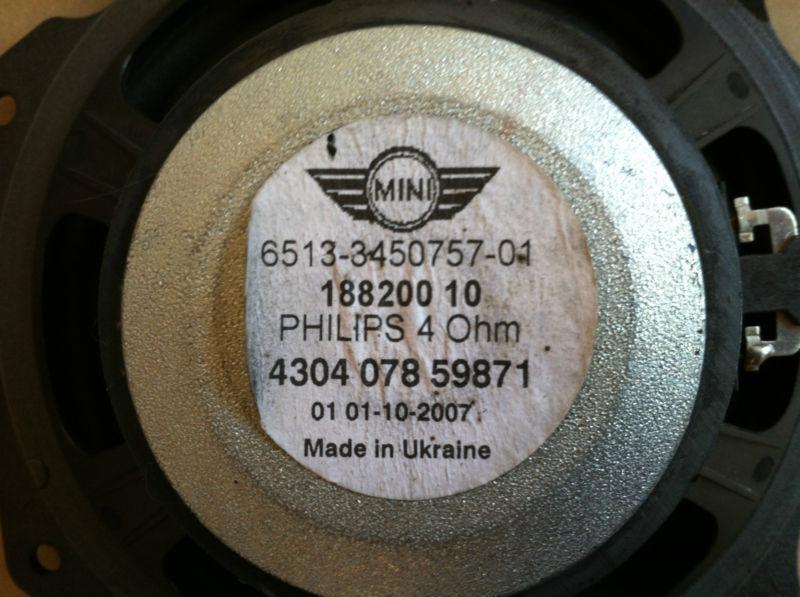 MINI
6513-3450757-01
188200 10
PHILIPS 4 Ohm
4304 078 59871
01 01-10-2007
Made in Ukraine